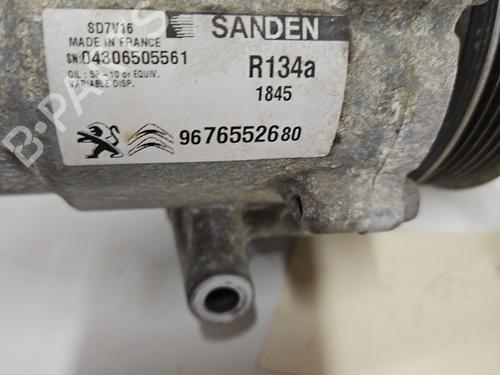 SD7V16
MADE IN FRANCE
SANDEN
SN:04306505561
OIL : SP-10 or EQUIV.
VARIABLE DISP.
R134a
1845
9676552680
B-PARTS